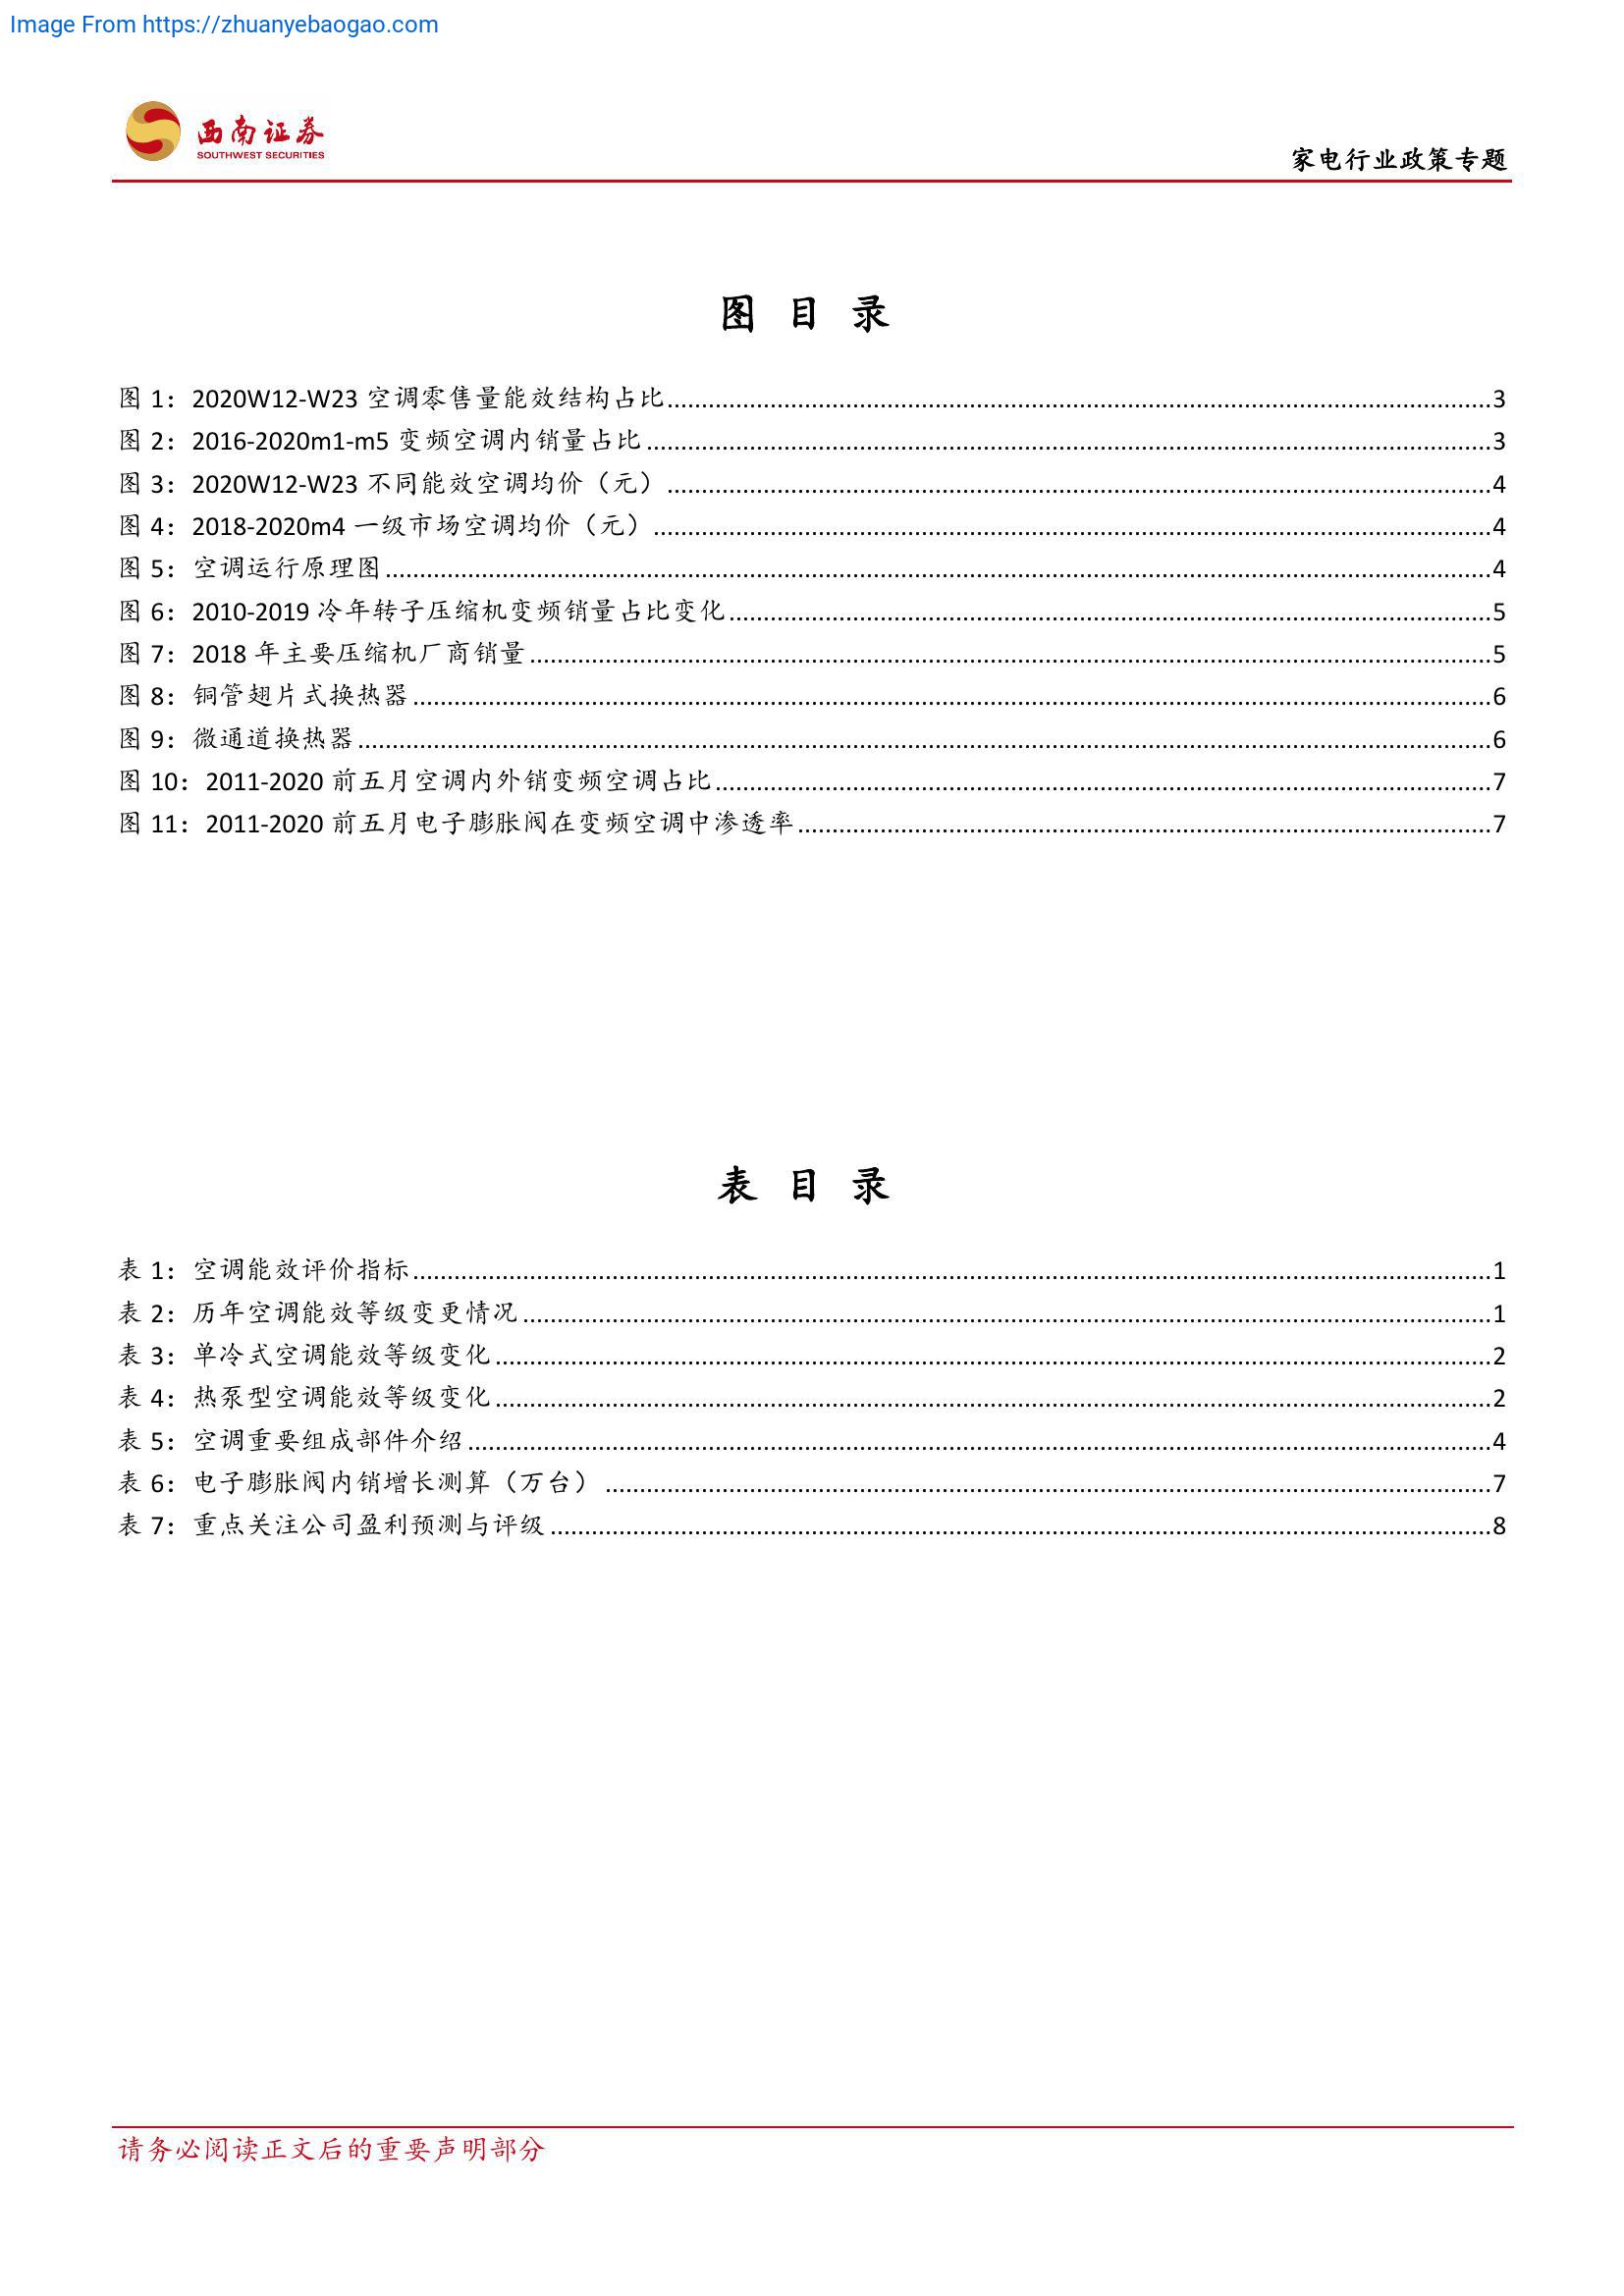 Image From https://zhuanyebaogao.com
西南证券
SOUTHWEST SECURITIES
家电行业政策专题
图 目 录
图 1：2020W12-W23 空调零售量能效结构占比........................3
图 2：2016-2020m1-m5 变频空调内销量占比........................3
图 3：2020W12-W23 不同能效空调均价（元）........................4
图 4：2018-2020m4 一级市场空调均价（元）........................4
图 5：空调运行原理图........................4
图 6：2010-2019 冷年转子压缩机变频销量占比变化........................5
图 7：2018 年主要压缩机厂商销量........................5
图 8：铜管翅片式换热器........................6
图 9：微通道换热器........................6
图 10：2011-2020 前五月空调内外销变频空调占比........................7
图 11：2011-2020 前五月电子膨胀阀在变频空调中渗透率........................7
表 目 录
表 1：空调能效评价指标........................1
表 2：历年空调能效等级变更情况........................1
表 3：单冷式空调能效等级变化........................2
表 4：热泵型空调能效等级变化........................2
表 5：空调重要组成部件介绍........................4
表 6：电子膨胀阀内销增长测算（万台）........................7
表 7：重点关注公司盈利预测与评级........................8
请务必阅读正文后的重要声明部分